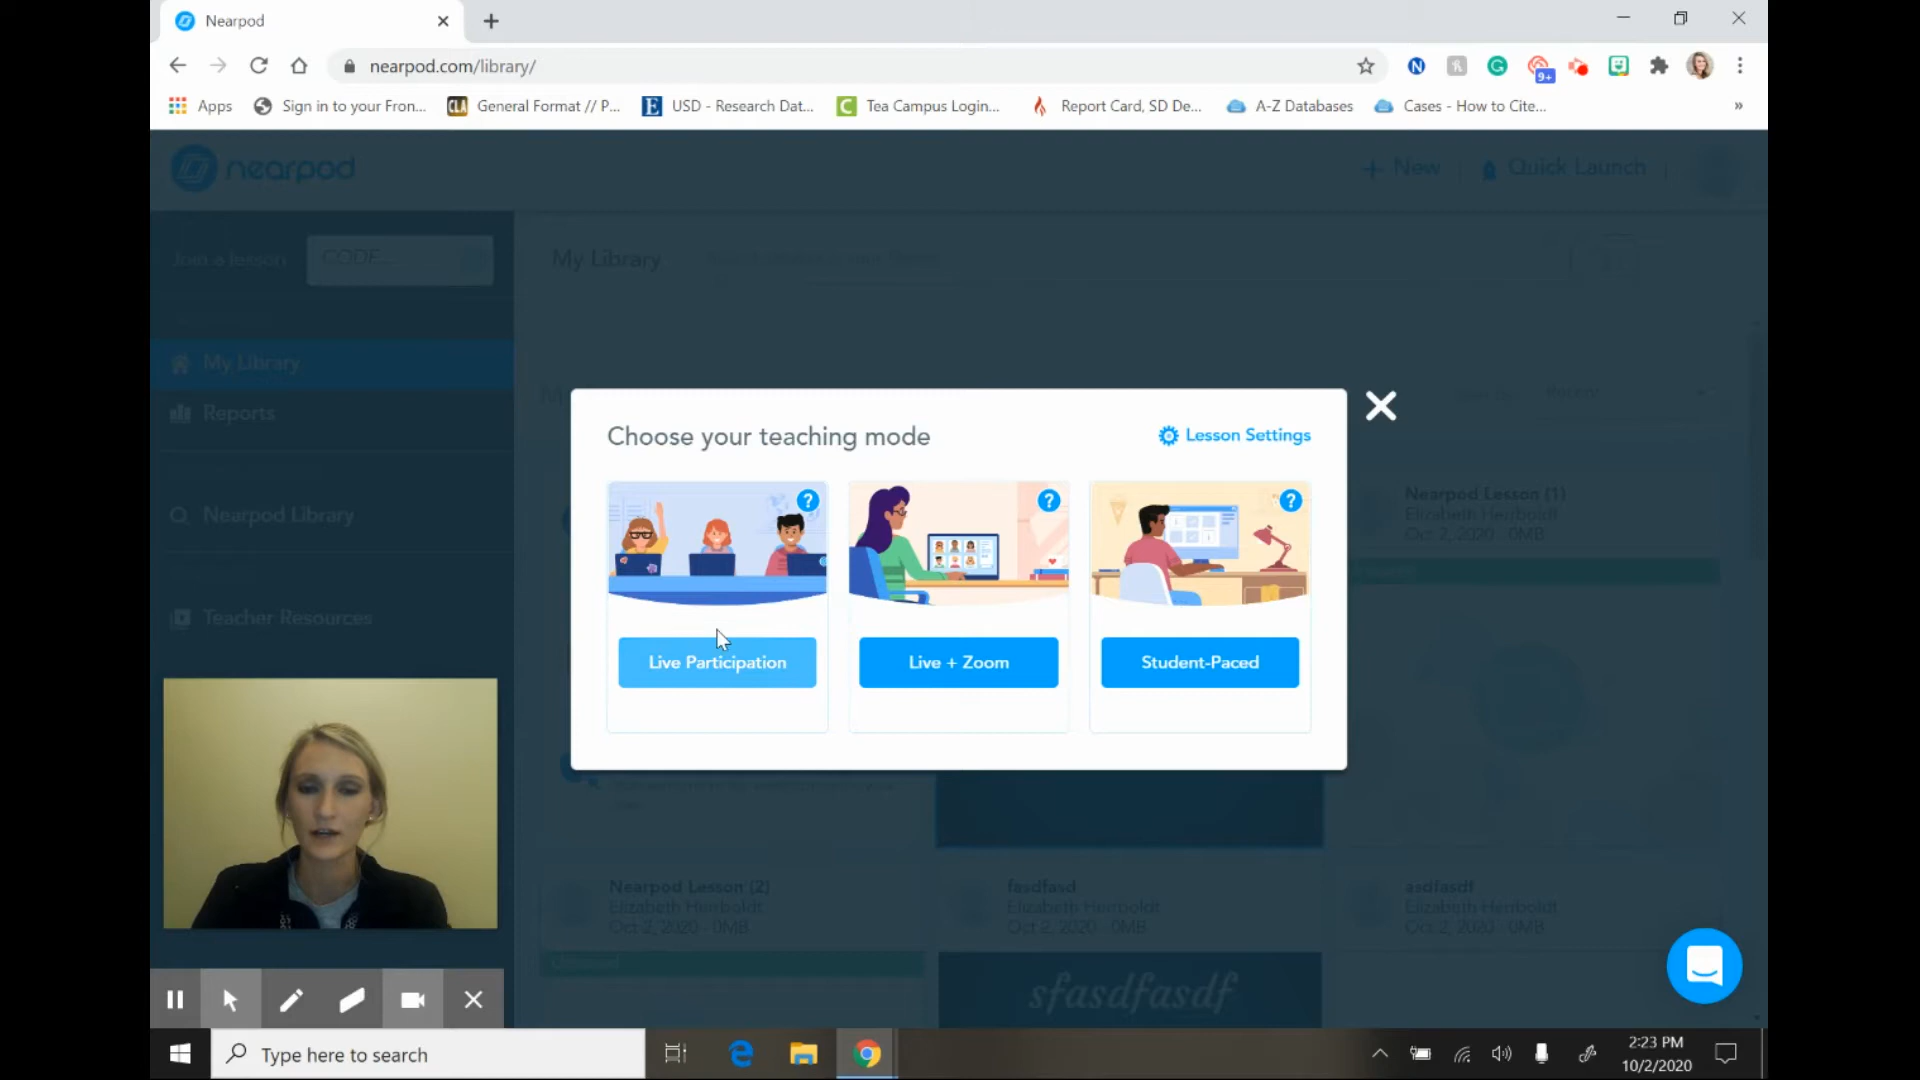 Nearpod
nearpod.com/library/
9+
Apps
Sign in to your Fron...
CLA General Format // P...
E USD - Research Dat...
C Tea Campus Login...
Report Card, SD De...
A-Z Databases
Cases - How to Cite...
»
nearpod
+ New
Quick Launch
Join a lesson
CODE...
My Library
My Library
Reports
Nearpod Library
Teacher Resources
Choose your teaching mode
Lesson Settings
?
?
?
Live Participation
Live + Zoom
Student-Paced
Nearpod Lesson (1)
Elizabeth Herrboldt
Oct 2, 2020 - 0MB
Nearpod Lesson (2)
Elizabeth Herrboldt
Oct 2, 2020 - 0MB
fasdfasd
Elizabeth Herrboldt
Oct 2, 2020 - 0MB
asdfasdf
Elizabeth Herrboldt
Oct 2, 2020 - 0MB
sfasdfasdf
Type here to search
2:23 PM
10/2/2020